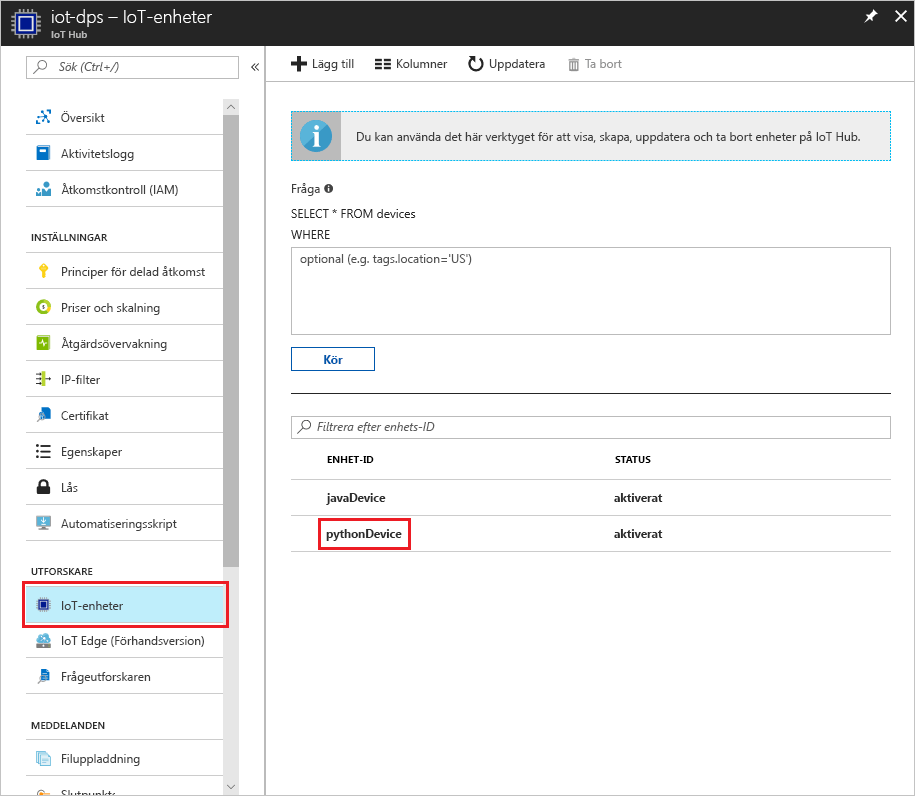 iot-dps – IoT-enheter
IoT Hub
Sök (Ctrl+/)
Översikt
Aktivitetslogg
Åtkomstkontroll (IAM)
INSTÄLLNINGAR
Principer för delad åtkomst
Priser och skalning
Åtgärdsövervakning
IP-filter
Certifikat
Egenskaper
Lås
Automatiseringsskript
UTFORSKARE
IoT-enheter
IoT Edge (Förhandsversion)
Frågeutforskaren
MEDDELANDEN
Filuppladdning
Lägg till Kolumner Uppdatera Ta bort
Du kan använda det här verktyget för att visa, skapa, uppdatera och ta bort enheter på IoT Hub.
Fråga
SELECT * FROM devices
WHERE
optional (e.g. tags.location='US')
Kör
Filtrera efter enhets-ID
ENHET-ID STATUS
javaDevice aktiverat
pythonDevice aktiverat